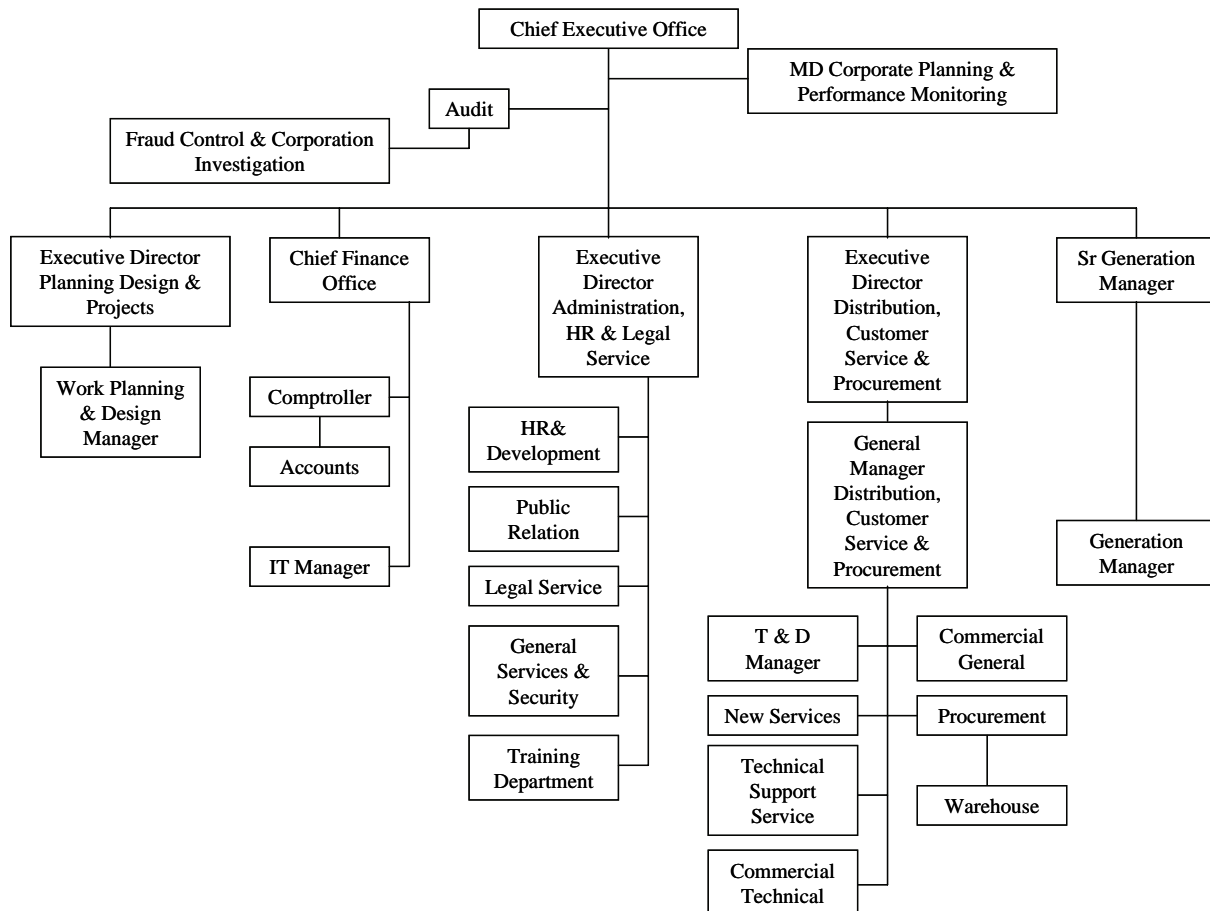 Chief Executive Office
MD Corporate Planning &
Performance Monitoring
Audit
Fraud Control & Corporation
Investigation
Executive Director
Planning Design &
Projects
Work Planning
& Design
Manager
Chief Finance
Office
Comptroller
Accounts
IT Manager
Executive
Director
Administration,
HR & Legal
Service
HR&
Development
Public
Relation
Legal Service
General
Services &
Security
Training
Department
Executive
Director
Distribution,
Customer
Service &
Procurement
General
Manager
Distribution,
Customer
Service &
Procurement
T & D
Manager
Commercial
General
New Services
Procurement
Technical
Support
Service
Warehouse
Commercial
Technical
Sr Generation
Manager
Generation
Manager